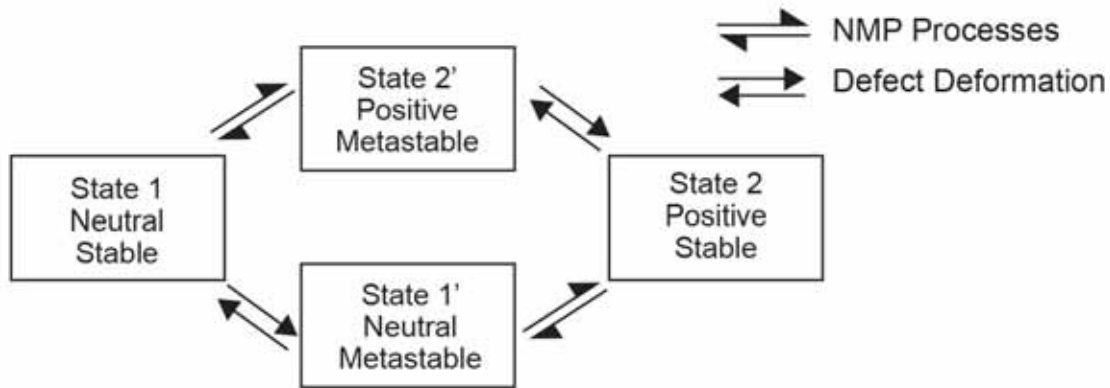 NMP Processes
Defect Deformation
State 2’
Positive
Metastable
State 1
Neutral
Stable
State 2
Positive
Stable
State 1’
Neutral
Metastable